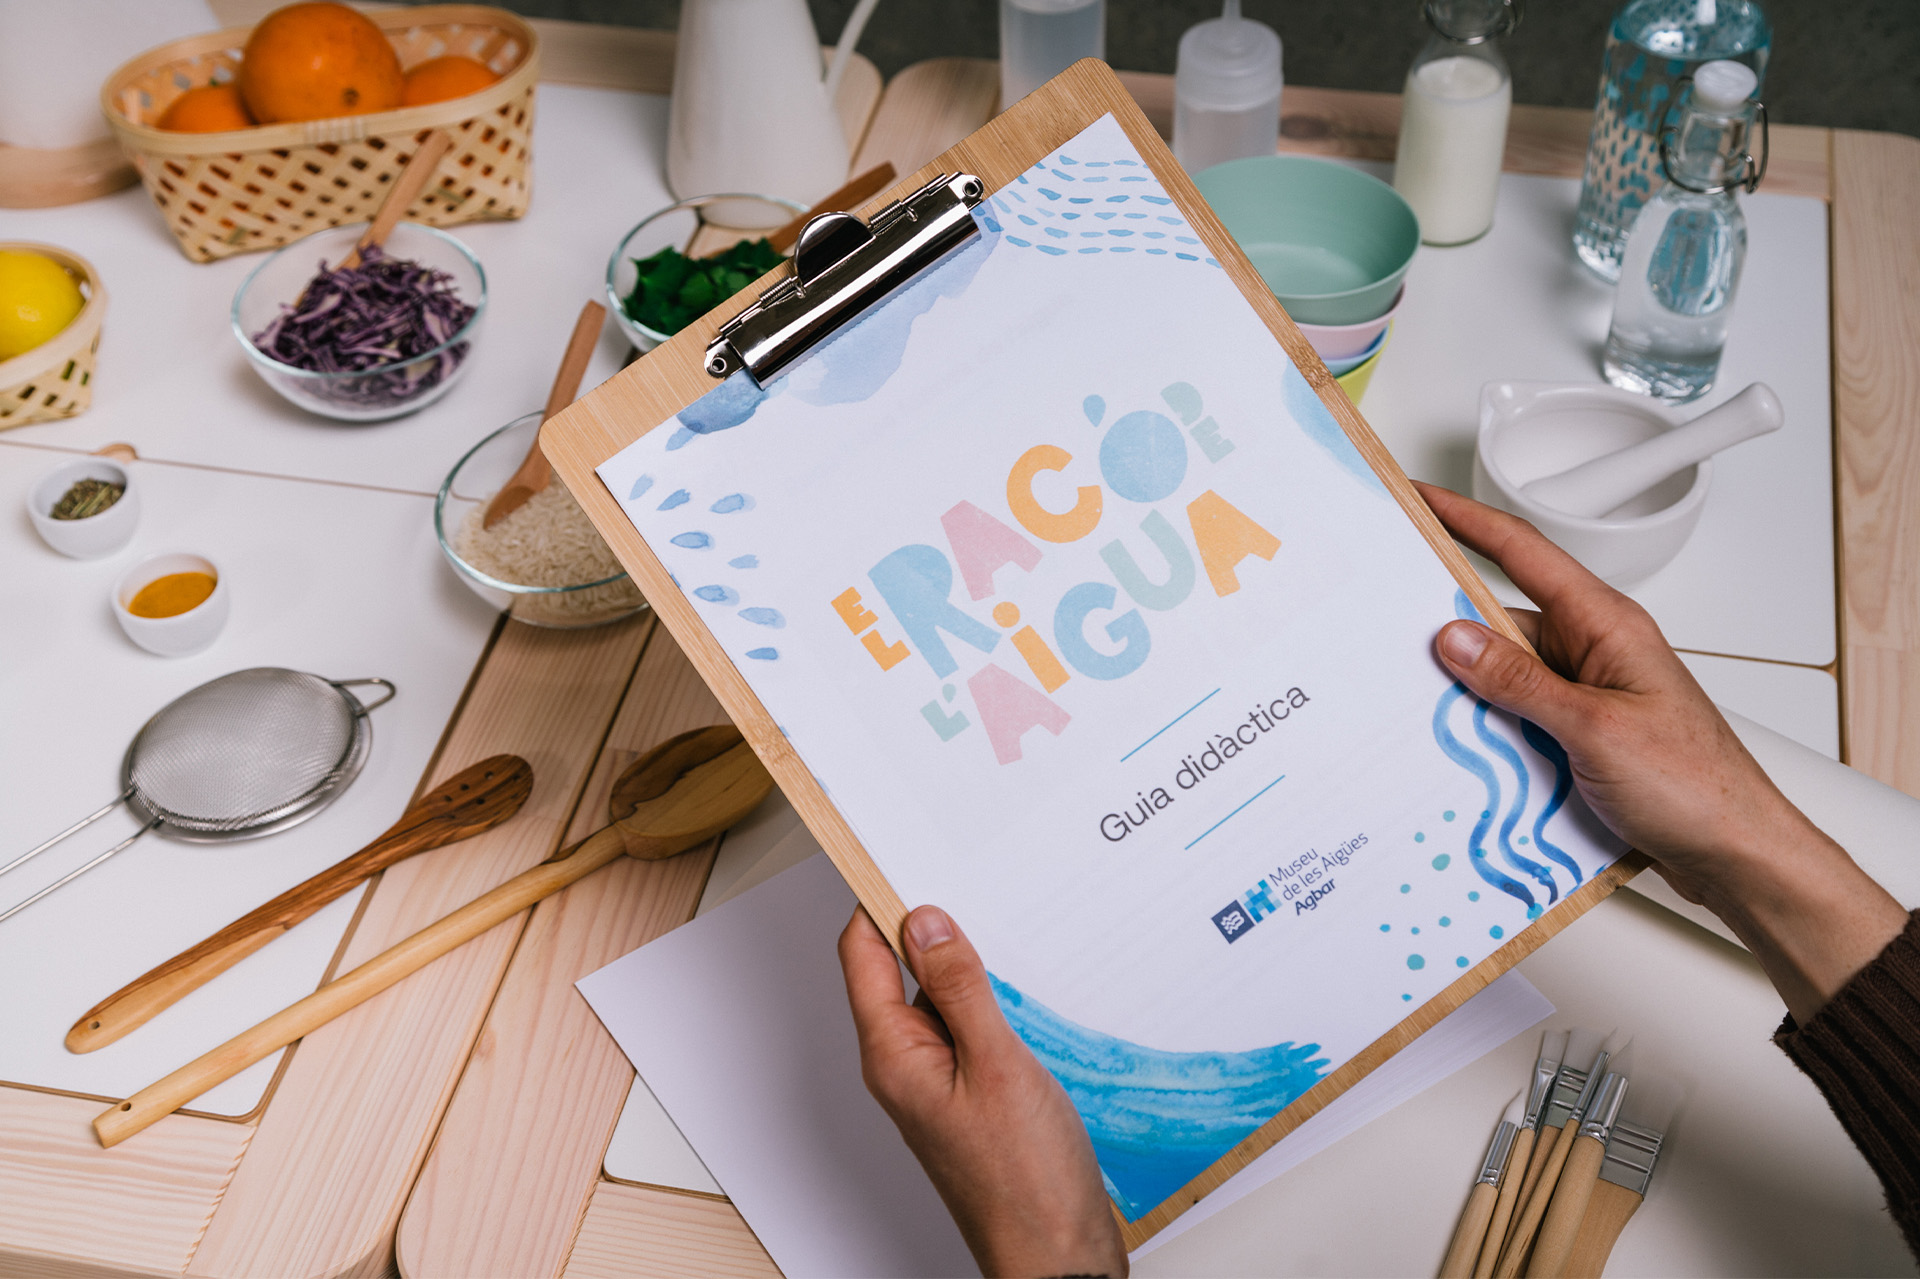 EL RACÓ DE
L'AiGUA
Guia didàctica
Museu
de les Aigües
Agbar